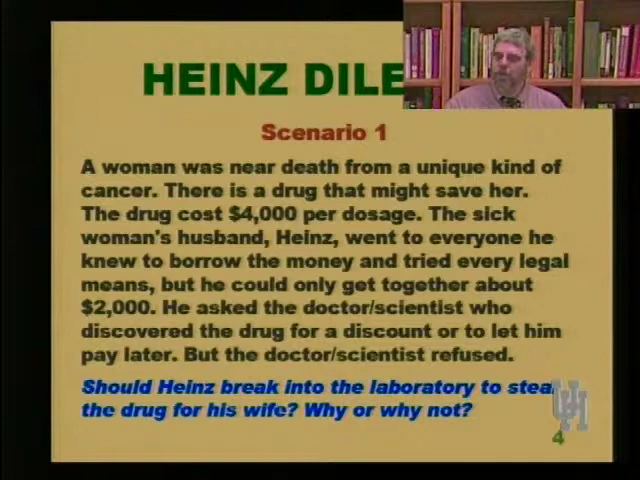 HEINZ DILE
Scenario 1
A woman was near death from a unique kind of
cancer. There is a drug that might save her.
The drug cost $4,000 per dosage. The sick
woman's husband, Heinz, went to everyone he
knew to borrow the money and tried every legal
means, but he could only get together about
$2,000. He asked the doctor/scientist who
discovered the drug for a discount or to let him
pay later. But the doctor/scientist refused.
Should Heinz break into the laboratory to steal
the drug for his wife? Why or why not?
UH
4